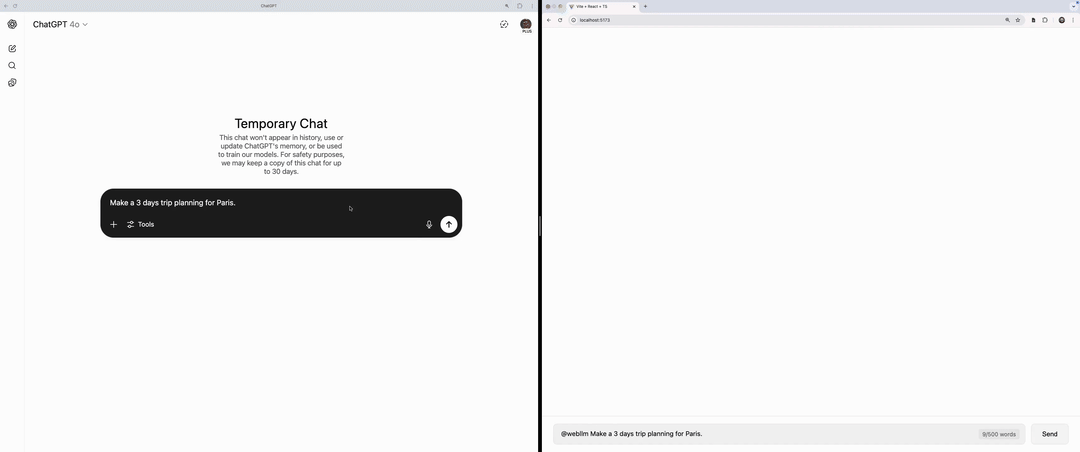 ChatGPT
ChatGPT 4o
PLUS
Temporary Chat
This chat won't appear in history, use or
update ChatGPT's memory, or be used
to train our models. For safety purposes,
we may keep a copy of this chat for up
to 30 days.
Make a 3 days trip planning for Paris.
Tools
Vite + React + TS
localhost:5173
@webllm Make a 3 days trip planning for Paris.
9/500 words
Send